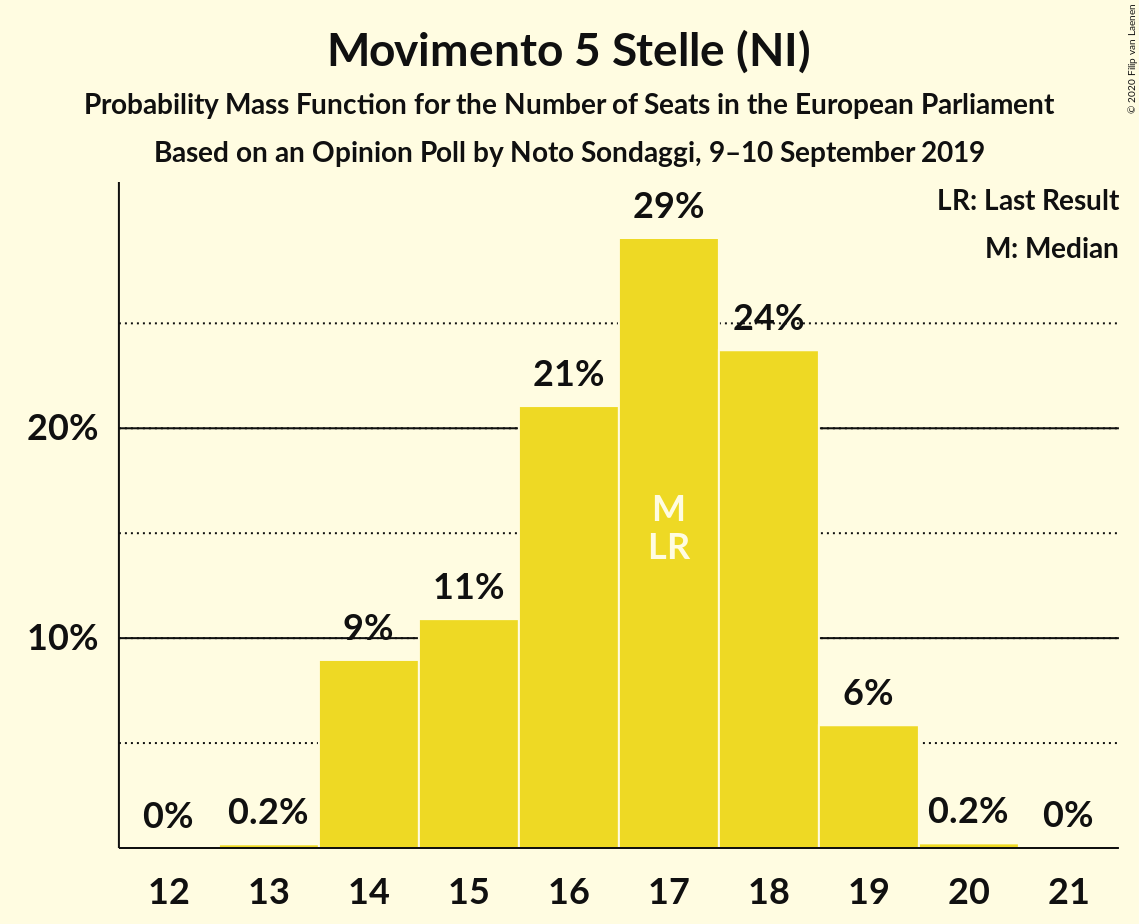 Movimento 5 Stelle (NI)
Probability Mass Function for the Number of Seats in the European Parliament
Based on an Opinion Poll by Noto Sondaggi, 9–10 September 2019
© 2020 Filip van Laenen
LR: Last Result
M: Median
29%
24%
21%
20%
M
LR
11%
9%
10%
6%
0%
0.2%
0.2%
0%
12 13 14 15 16 17 18 19 20 21